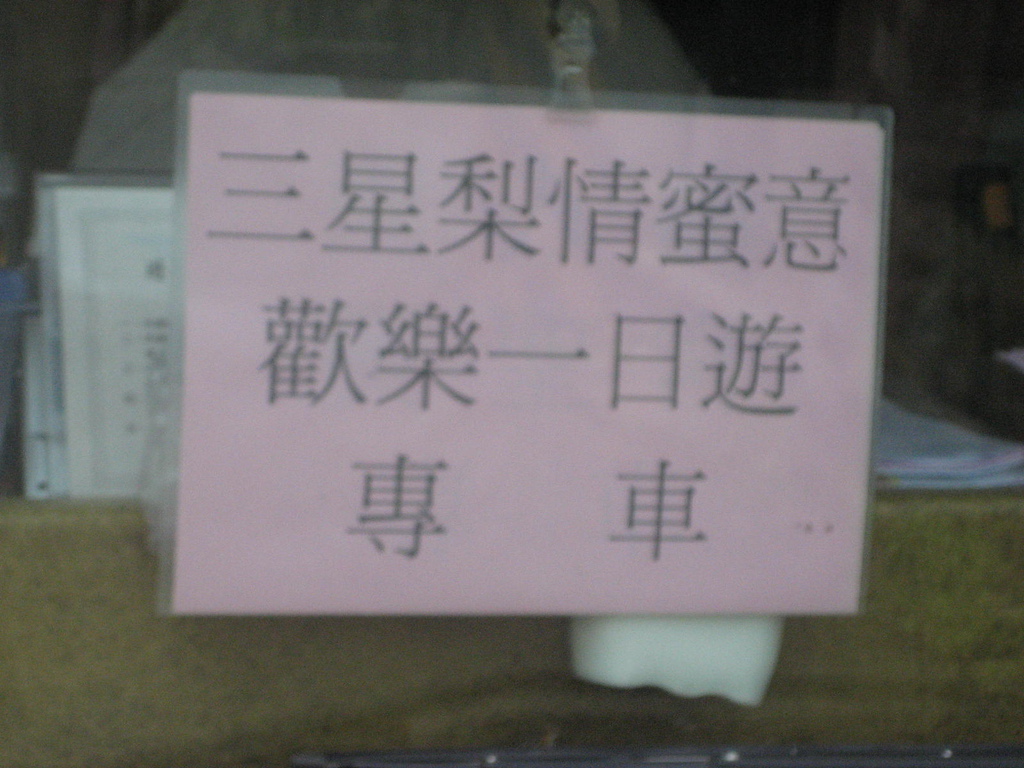 三星梨情蜜意
歡樂一日遊
專 車